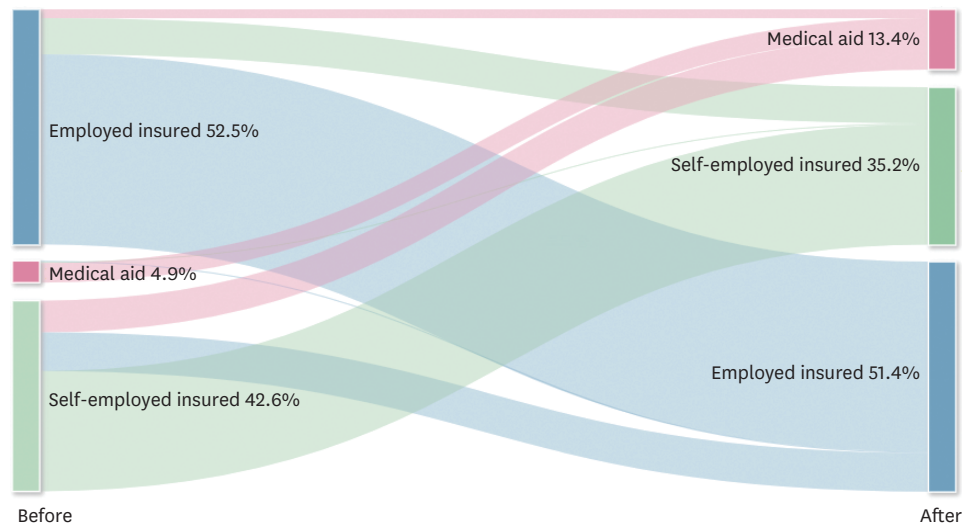 Medical aid 13.4%
Employed insured 52.5%
Self-employed insured 35.2%
Medical aid 4.9%
Employed insured 51.4%
Self-employed insured 42.6%
Before
After